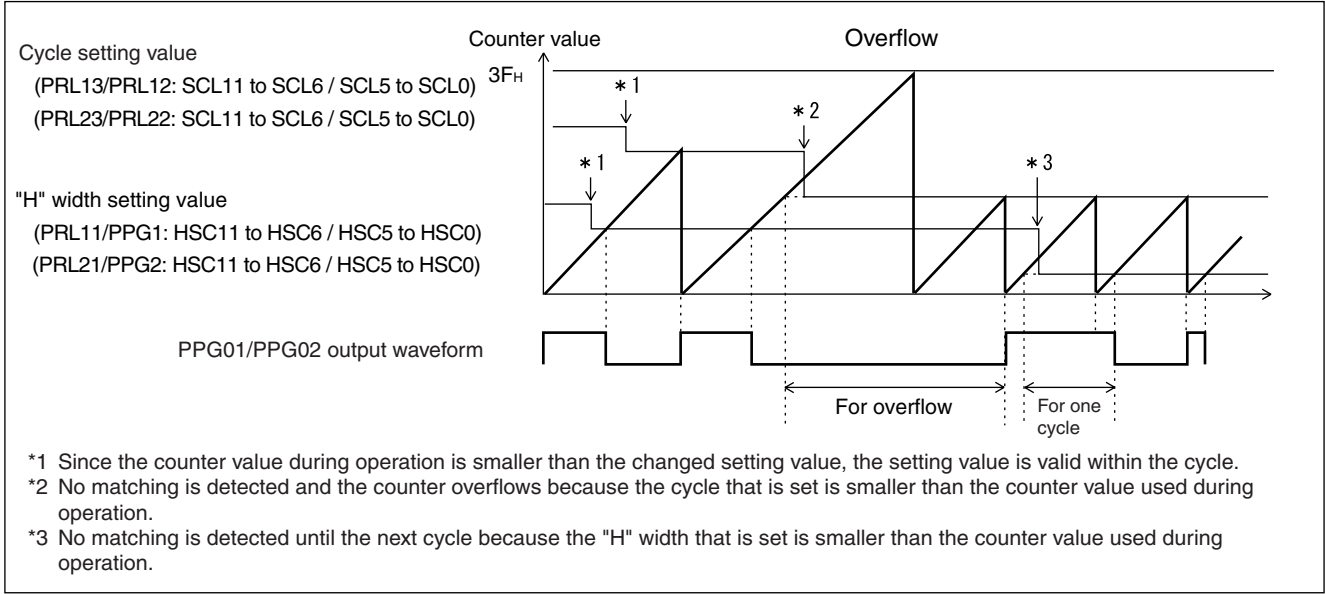 Cycle setting value
(PRL13/PRL12: SCL11 to SCL6 / SCL5 to SCL0)
(PRL23/PRL22: SCL11 to SCL6 / SCL5 to SCL0)
"H" width setting value
(PRL11/PPG1: HSC11 to HSC6 / HSC5 to HSC0)
(PRL21/PPG2: HSC11 to HSC6 / HSC5 to HSC0)
Counter value
Overflow
3FH
*1
*2
*1
*3
PPG01/PPG02 output waveform
For overflow
For one
cycle
*1 Since the counter value during operation is smaller than the changed setting value, the setting value is valid within the cycle.
*2 No matching is detected and the counter overflows because the cycle that is set is smaller than the counter value used during
operation.
*3 No matching is detected until the next cycle because the "H" width that is set is smaller than the counter value used during
operation.